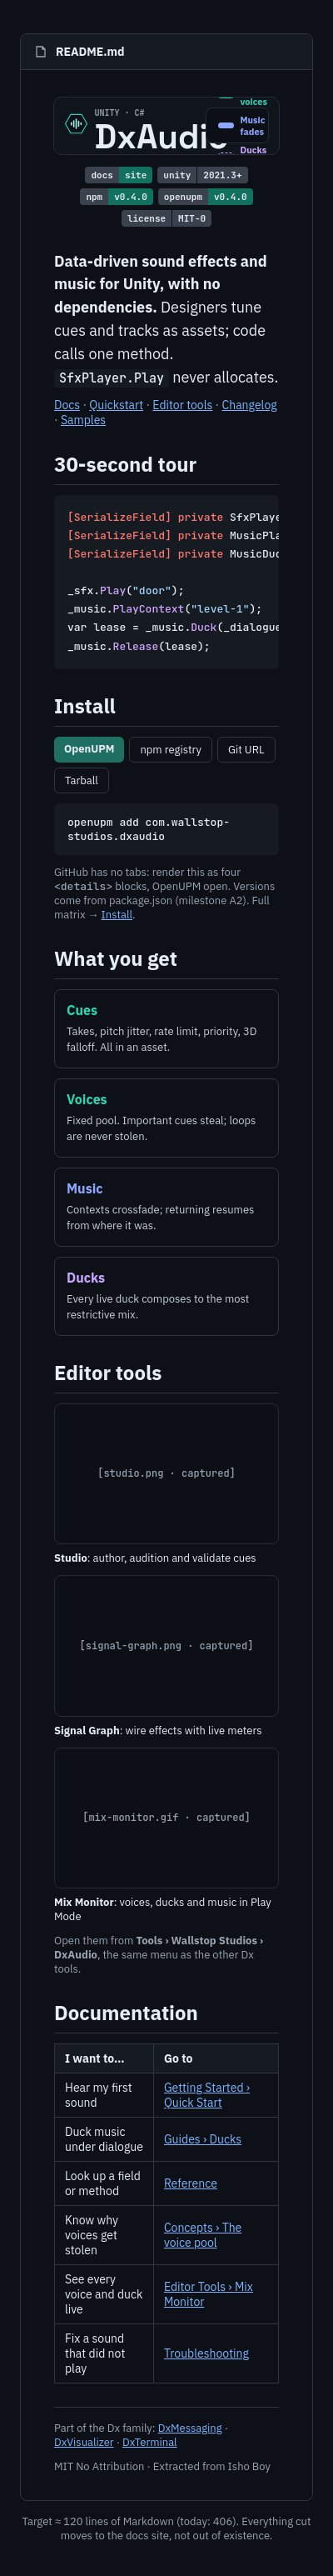 README.md
UNITY · C#
DxAudio
voices
Music
fades
Ducks
docs site unity 2021.3+
npm v0.4.0 openupm v0.4.0
license MIT-0
Data-driven sound effects and
music for Unity, with no
dependencies. Designers tune
cues and tracks as assets; code
calls one method.
SfxPlayer.Play never allocates.
Docs · Quickstart · Editor tools · Changelog
· Samples
30-second tour
[SerializeField] private SfxPlaye
[SerializeField] private MusicPla
[SerializeField] private MusicDuc
_sfx.Play("door");
_music.PlayContext("level-1");
var lease = _music.Duck(_dialogue
_music.Release(lease);
Install
OpenUPM npm registry Git URL
Tarball
openupm add com.wallstop-
studios.dxaudio
GitHub has no tabs: render this as four
<details> blocks, OpenUPM open. Versions
come from package.json (milestone A2). Full
matrix → Install.
What you get
Cues
Takes, pitch jitter, rate limit, priority, 3D
falloff. All in an asset.
Voices
Fixed pool. Important cues steal; loops
are never stolen.
Music
Contexts crossfade; returning resumes
from where it was.
Ducks
Every live duck composes to the most
restrictive mix.
Editor tools
[studio.png · captured]
Studio: author, audition and validate cues
[signal-graph.png · captured]
Signal Graph: wire effects with live meters
[mix-monitor.gif · captured]
Mix Monitor: voices, ducks and music in Play
Mode
Open them from Tools › Wallstop Studios ›
DxAudio, the same menu as the other Dx
tools.
Documentation
I want to… Go to
Hear my first
sound
Getting Started ›
Quick Start
Duck music
under dialogue
Guides › Ducks
Look up a field
or method
Reference
Know why
voices get
stolen
Concepts › The
voice pool
See every
voice and duck
live
Editor Tools › Mix
Monitor
Fix a sound
that did not
play
Troubleshooting
Part of the Dx family: DxMessaging ·
DxVisualizer · DxTerminal
MIT No Attribution · Extracted from Isho Boy
Target ≈ 120 lines of Markdown (today: 406). Everything cut
moves to the docs site, not out of existence.